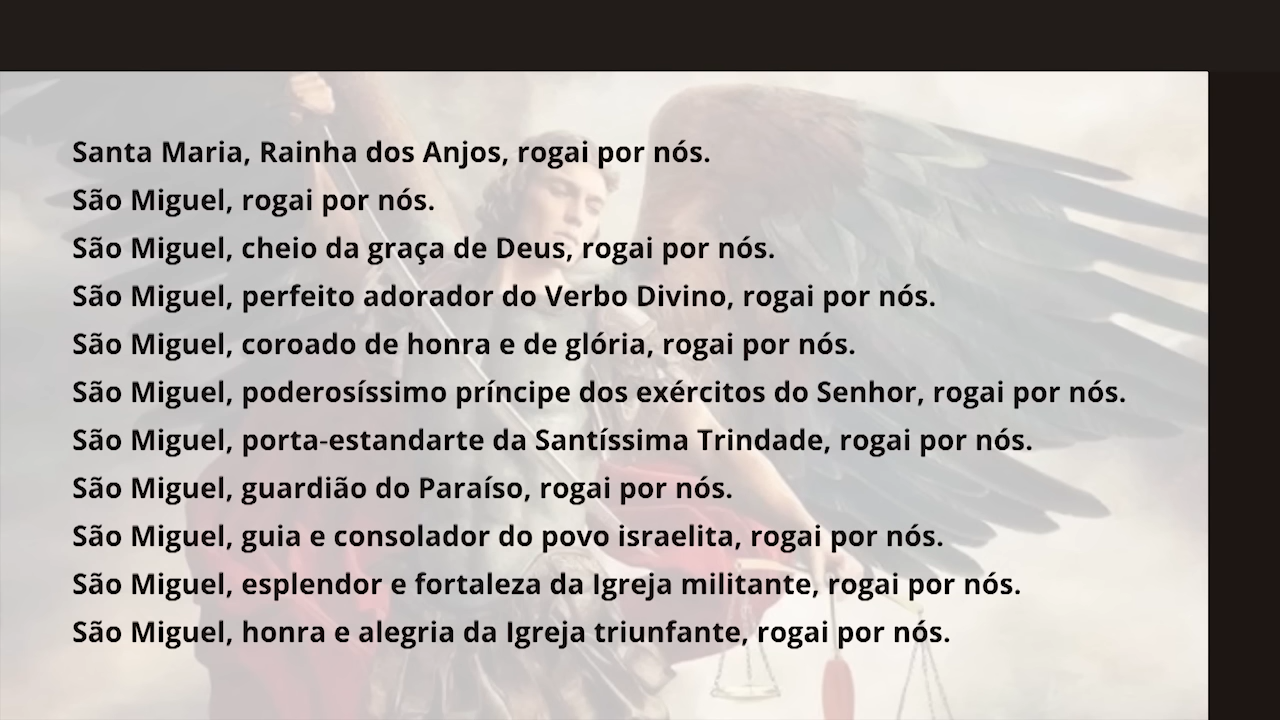 Santa Maria, Rainha dos Anjos, rogai por nós.
São Miguel, rogai por nós.
São Miguel, cheio da graça de Deus, rogai por nós.
São Miguel, perfeito adorador do Verbo Divino, rogai por nós.
São Miguel, coroado de honra e de glória, rogai por nós.
São Miguel, poderosíssimo príncipe dos exércitos do Senhor, rogai por nós.
São Miguel, porta-estandarte da Santíssima Trindade, rogai por nós.
São Miguel, guardião do Paraíso, rogai por nós.
São Miguel, guia e consolador do povo israelita, rogai por nós.
São Miguel, esplendor e fortaleza da Igreja militante, rogai por nós.
São Miguel, honra e alegria da Igreja triunfante, rogai por nós.